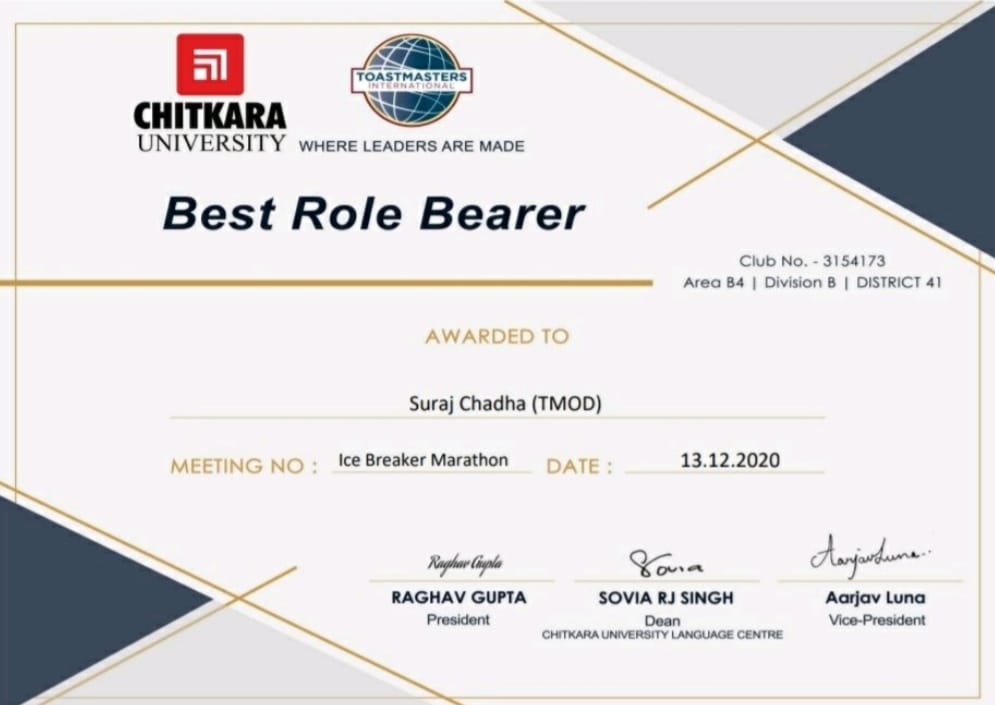 CHITKARA
UNIVERSITY
TOASTMASTERS
INTERNATIONAL
WHERE LEADERS ARE MADE
Best Role Bearer
Club No. - 3154173
Area B4 | Division B | DISTRICT 41
AWARDED TO
Suraj Chadha (TMOD)
MEETING NO : Ice Breaker Marathon DATE : 13.12.2020
Raghav Gupta Sovia Aarjav Luna..
RAGHAV GUPTA SOVIA RJ SINGH Aarjav Luna
President Dean Vice-President
CHITKARA UNIVERSITY LANGUAGE CENTRE